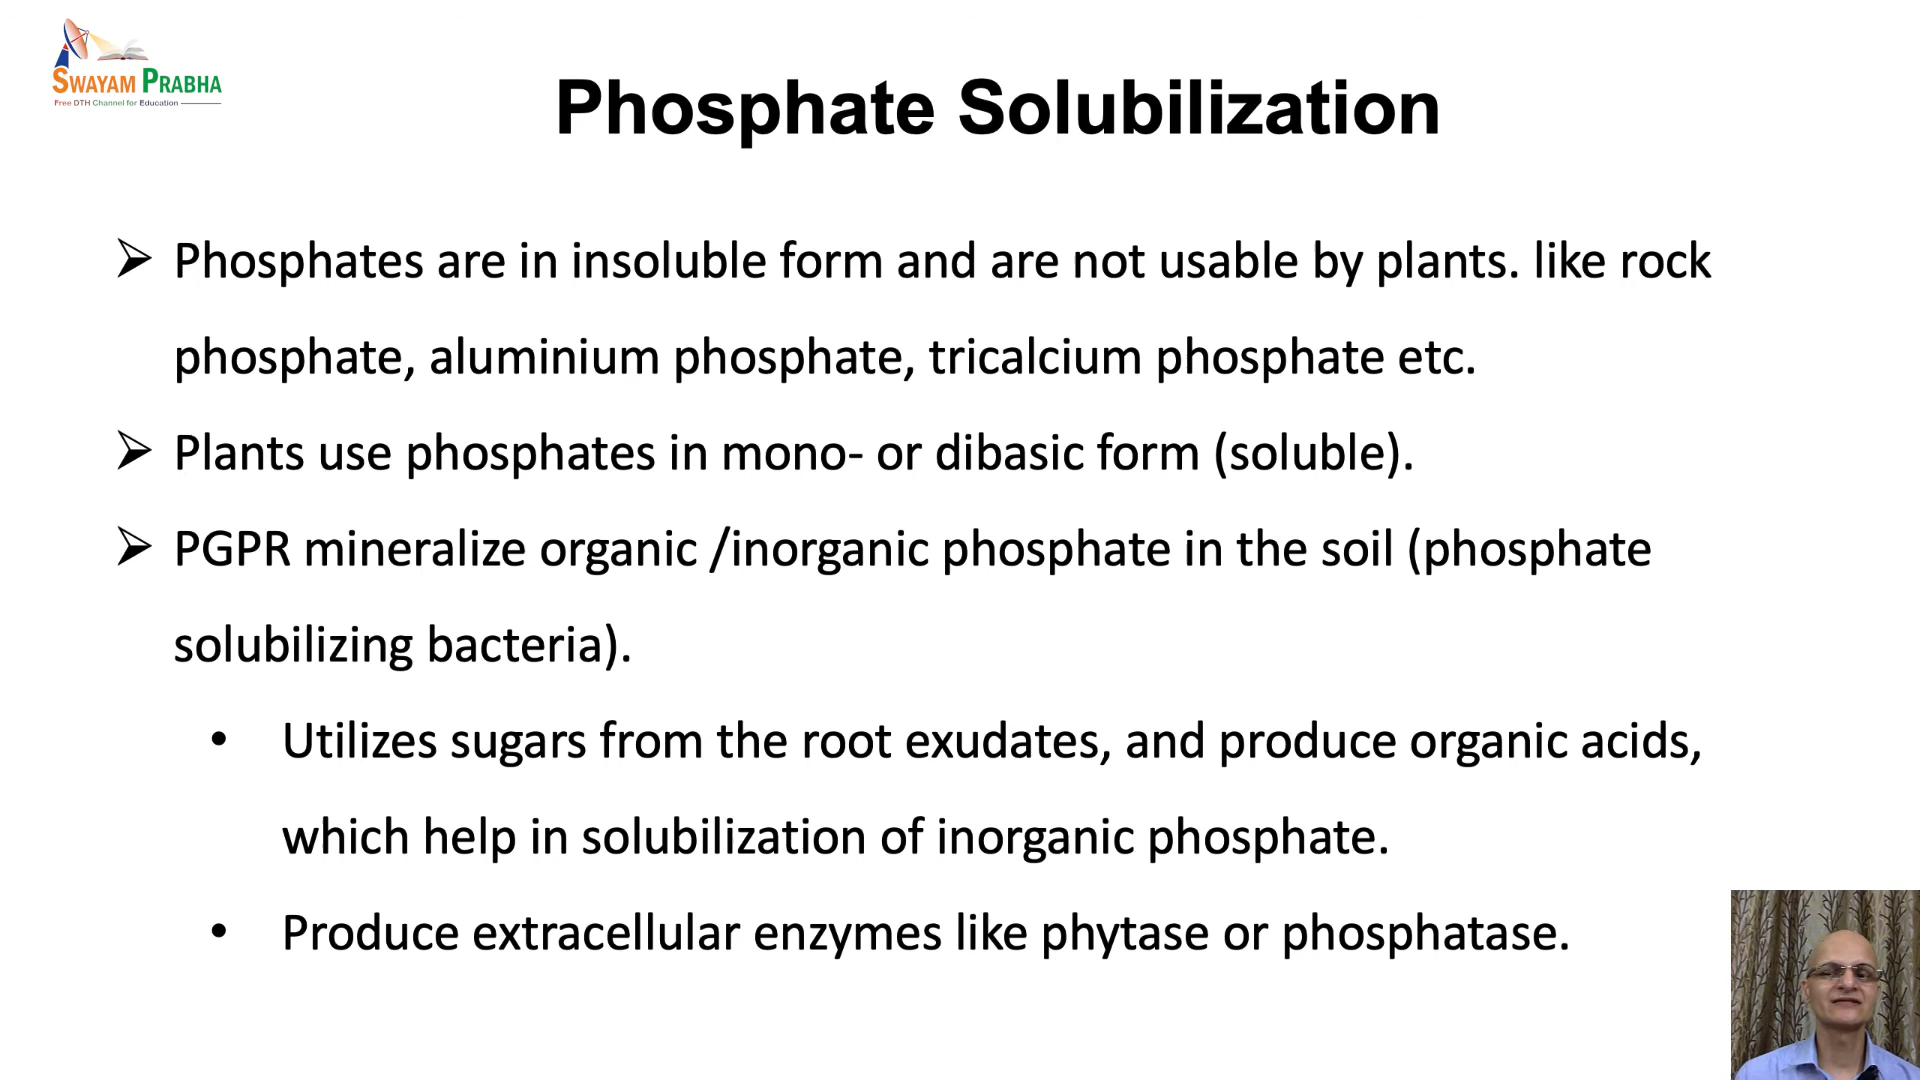 SWAYAM PRABHA
Free DTH Channel for Education
Phosphate Solubilization
➢ Phosphates are in insoluble form and are not usable by plants. like rock
phosphate, aluminium phosphate, tricalcium phosphate etc.
➢ Plants use phosphates in mono- or dibasic form (soluble).
➢ PGPR mineralize organic /inorganic phosphate in the soil (phosphate
solubilizing bacteria).
• Utilizes sugars from the root exudates, and produce organic acids,
which help in solubilization of inorganic phosphate.
• Produce extracellular enzymes like phytase or phosphatase.